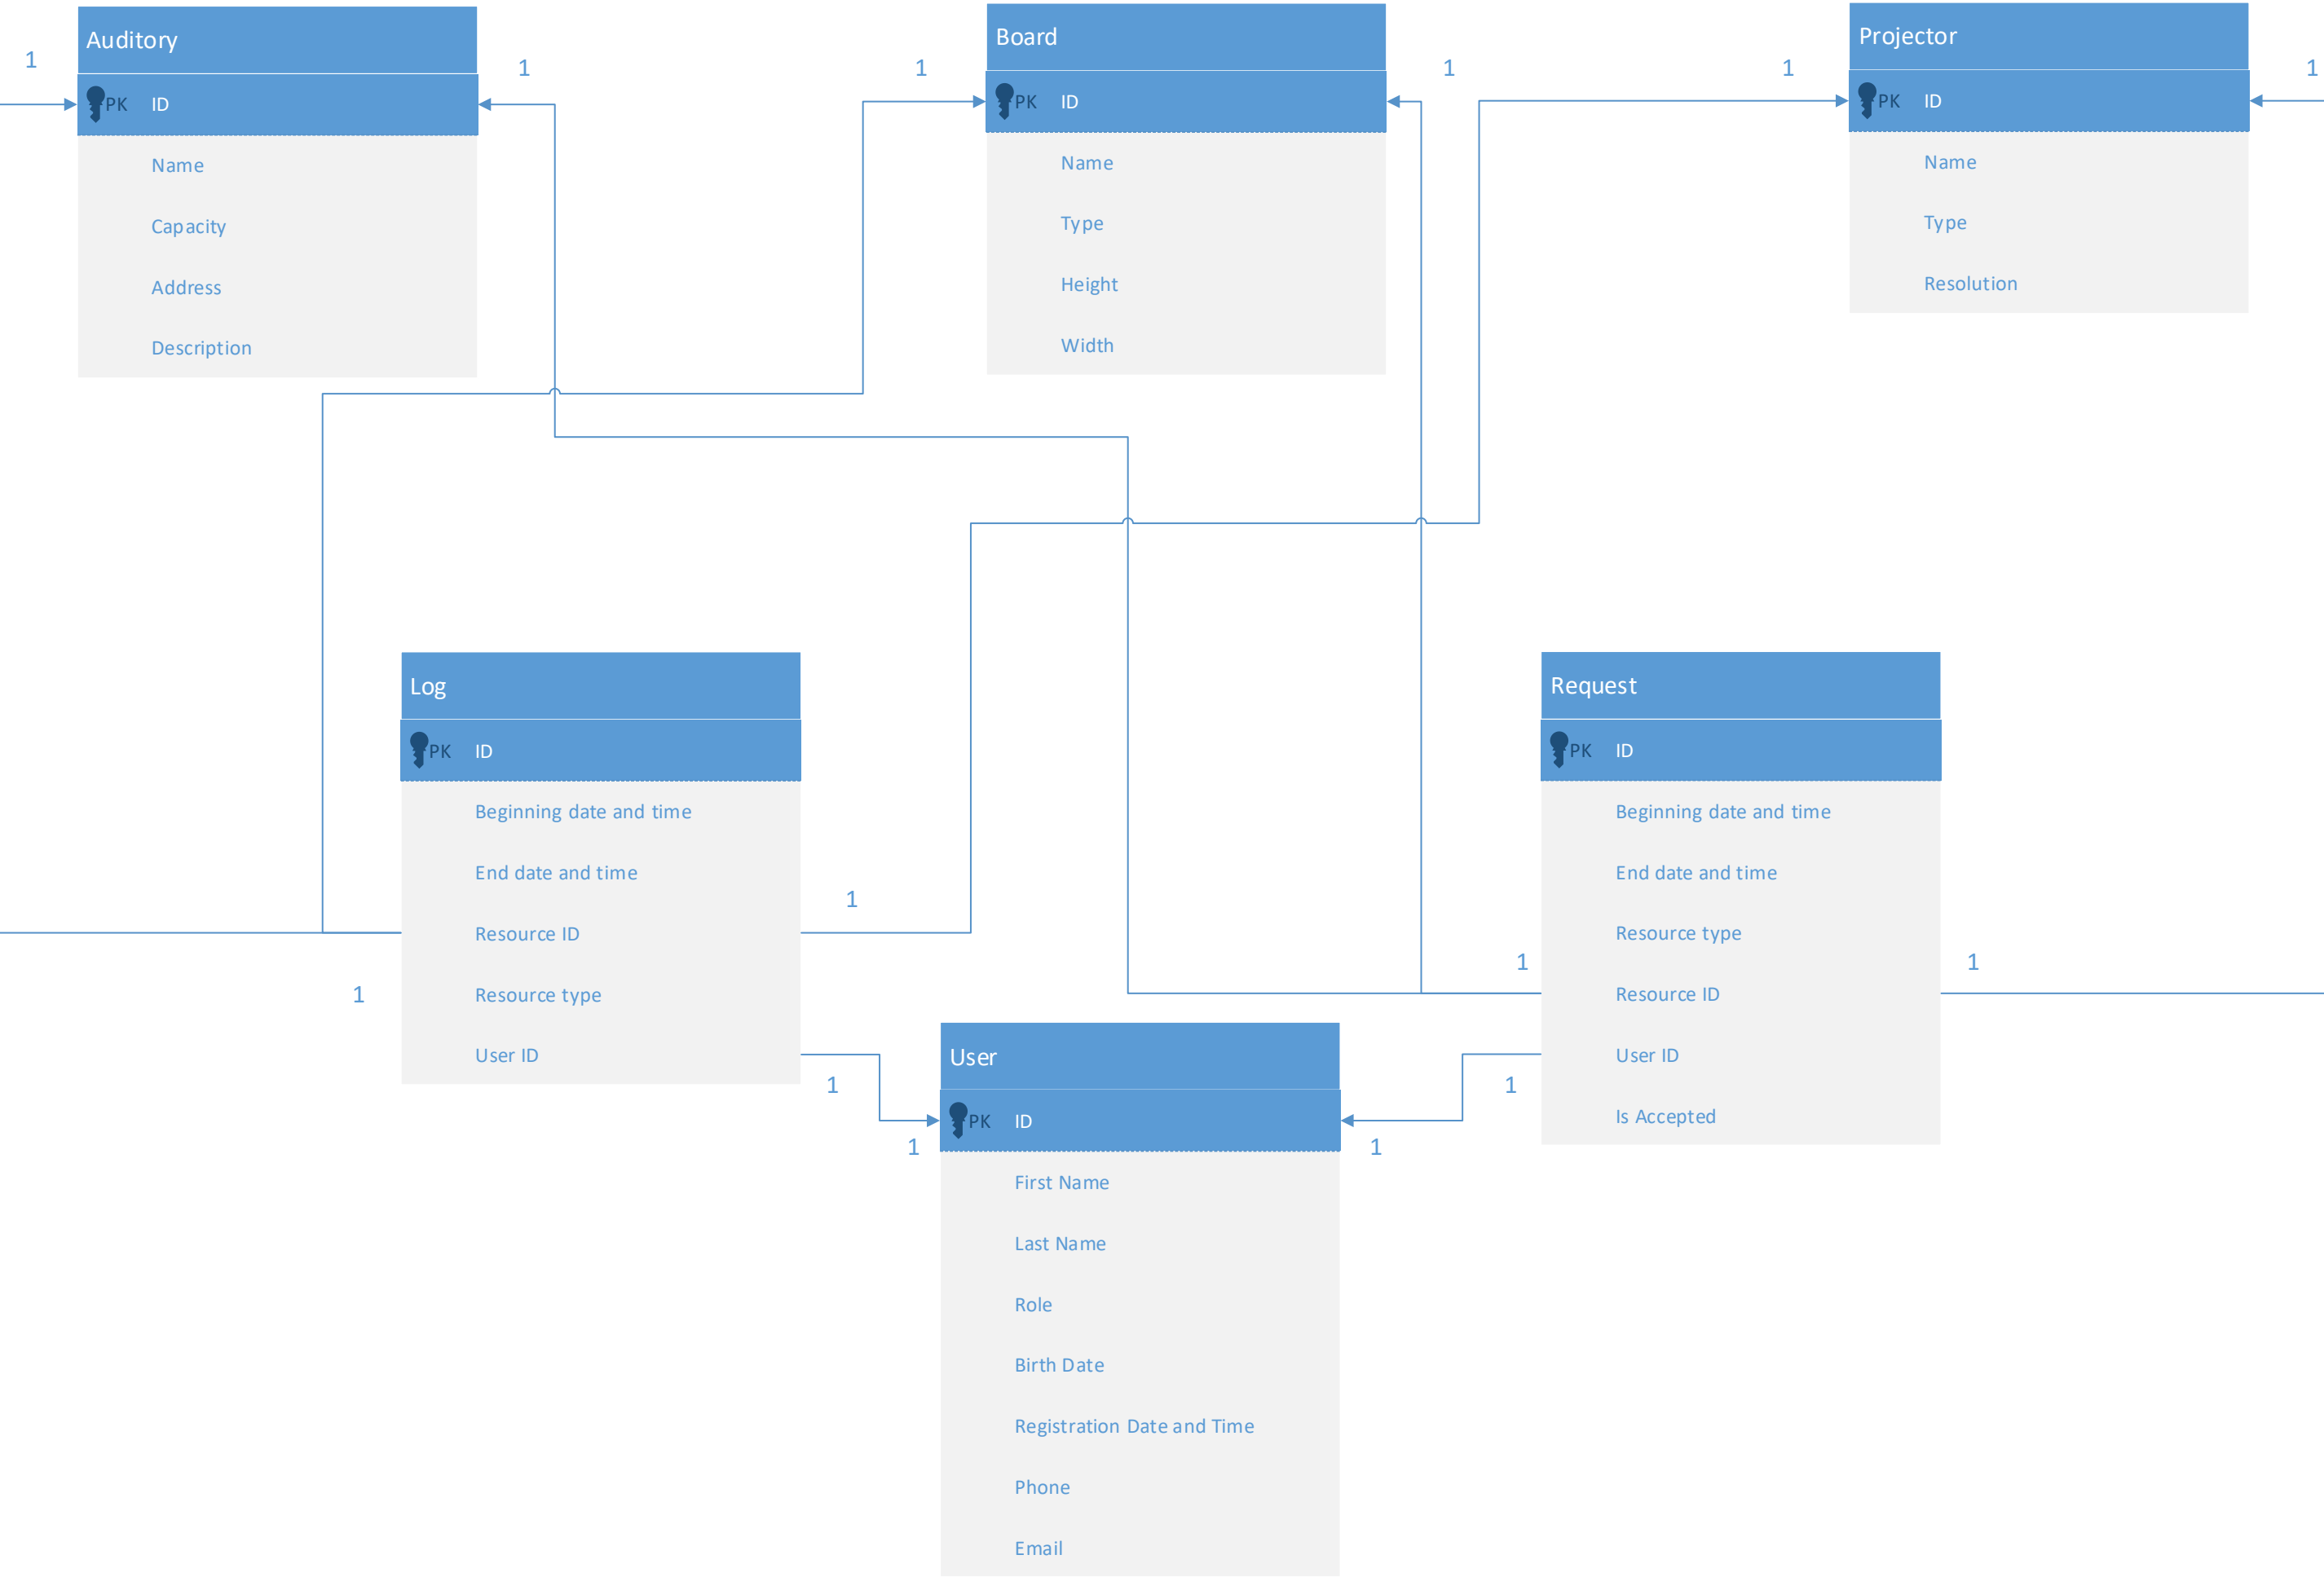 Auditory
1
1
PK ID
Name
Capacity
Address
Description
Board
1
1
PK ID
Name
Type
Height
Width
Projector
1
1
PK ID
Name
Type
Resolution
Log
PK ID
Beginning date and time
End date and time
1
Resource ID
1
Resource type
User ID
1
Request
PK ID
Beginning date and time
End date and time
Resource type
1
1
Resource ID
User ID
1
Is Accepted
User
PK ID
1
1
First Name
Last Name
Role
Birth Date
Registration Date and Time
Phone
Email